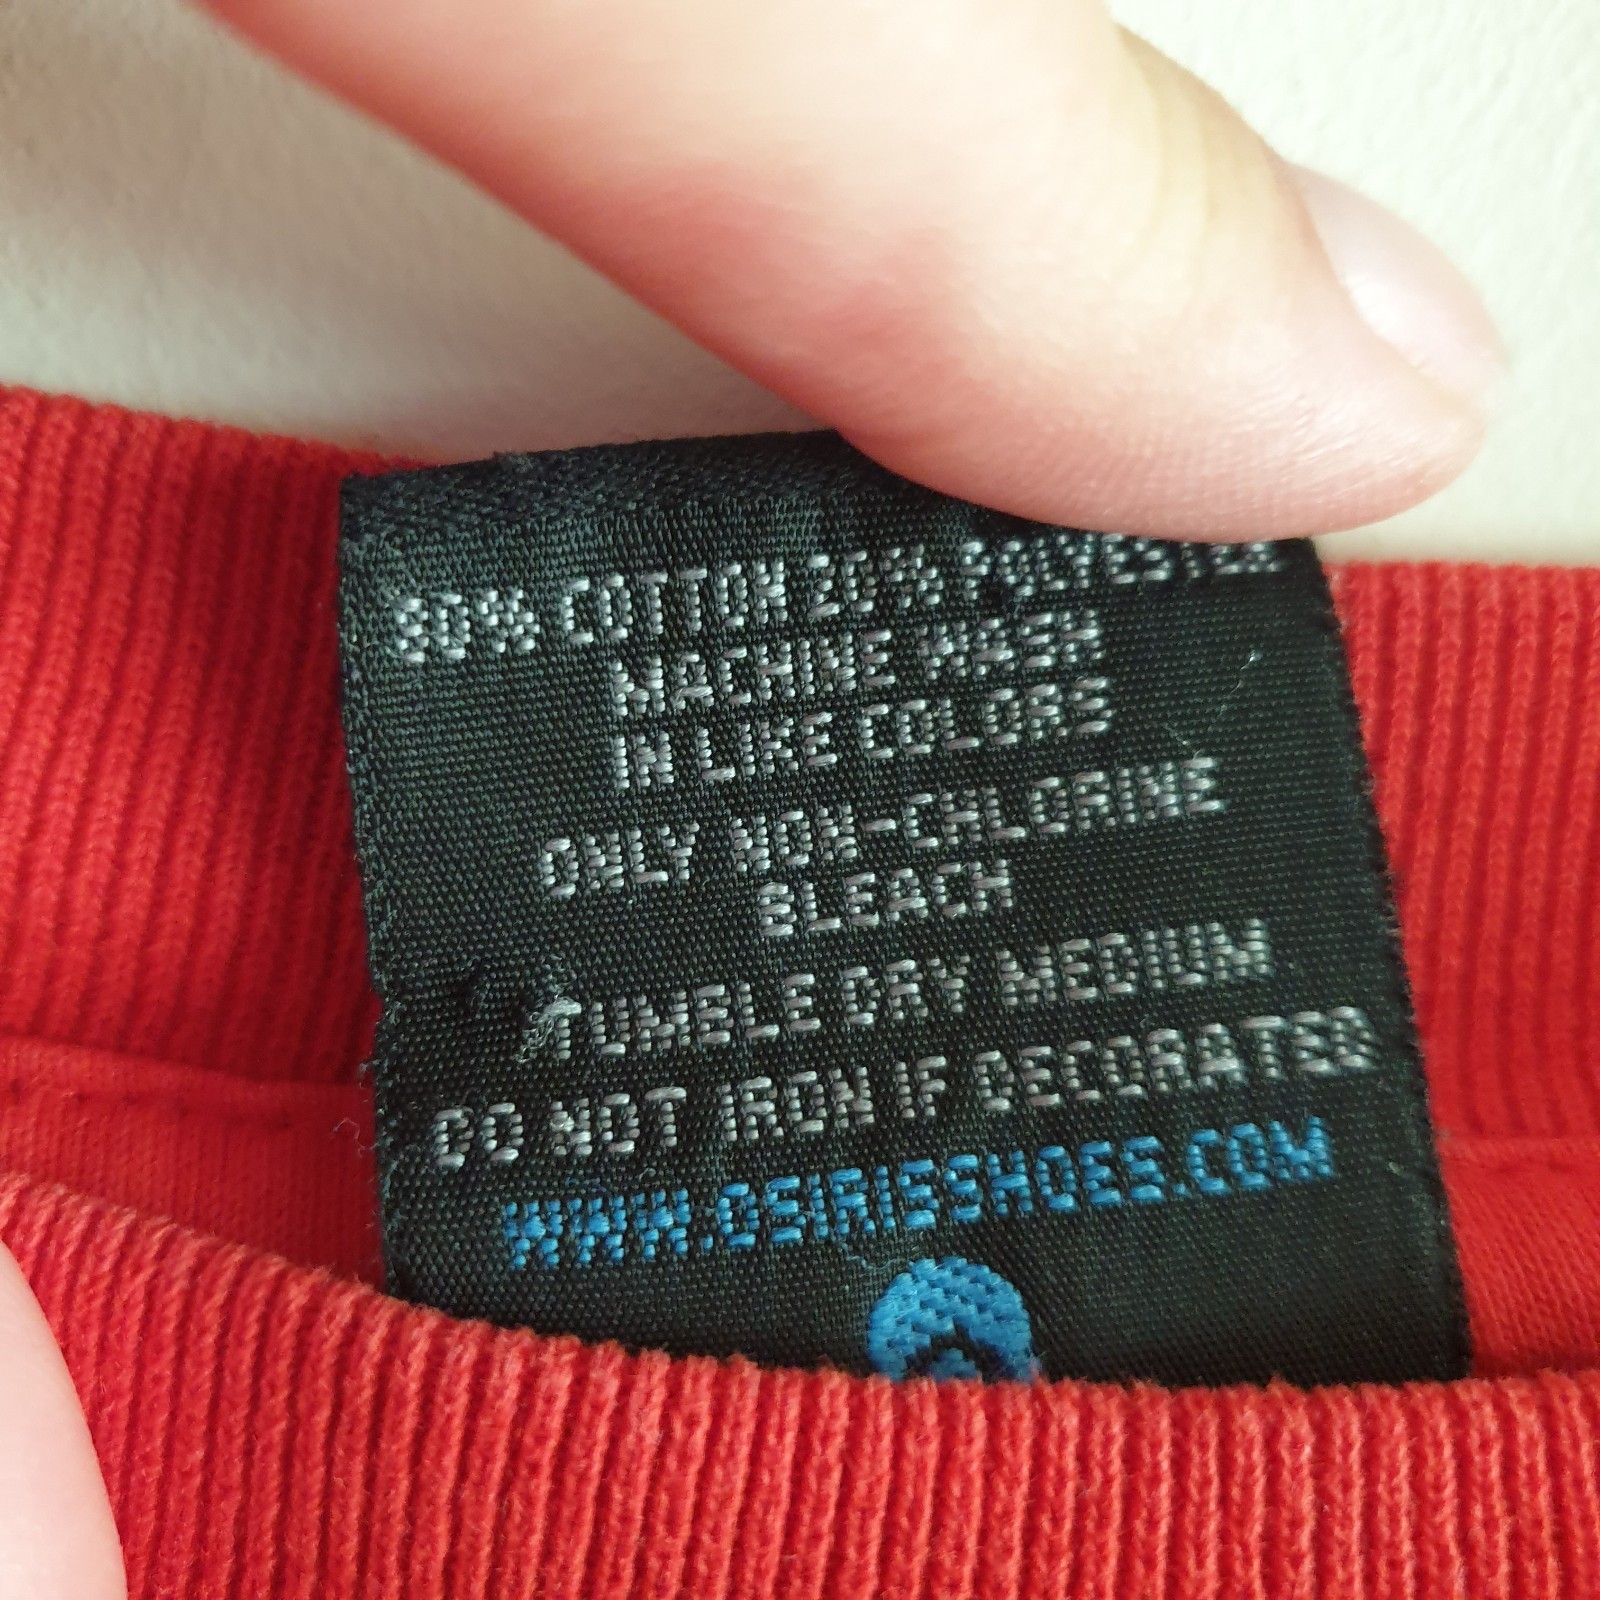 80% COTTON 20% POLYESTER
MACHINE WASH
IN LIKE COLORS
ONLY NON-CHLORINE
BLEACH
TUMBLE DRY MEDIUM
DO NOT IRON IF DECORATED
WWW.OSIRISSHOES.COM